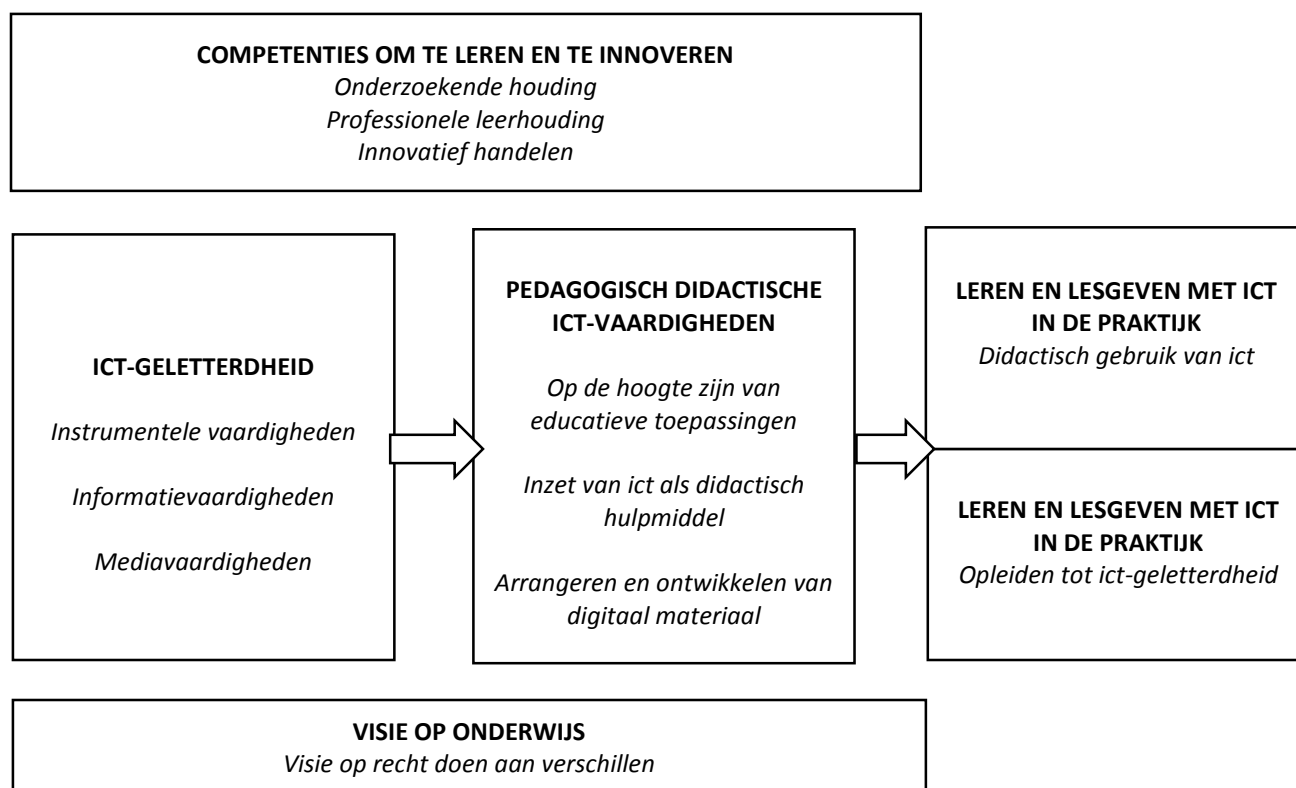 COMPETENTIES OM TE LEREN EN TE INNOVEREN
Onderzoekende houding
Professionele leerhouding
Innovatief handelen
ICT-GELETTERDHEID
Instrumentele vaardigheden
Informatievaardigheden
Mediavaardigheden
PEDAGOGISCH DIDACTISCHE
ICT-VAARDIGHEDEN
Op de hoogte zijn van
educatieve toepassingen
Inzet van ict als didactisch
hulpmiddel
Arrangeren en ontwikkelen van
digitaal materiaal
LEREN EN LESGEVEN MET ICT
IN DE PRAKTIJK
Didactisch gebruik van ict
LEREN EN LESGEVEN MET ICT
IN DE PRAKTIJK
Opleiden tot ict-geletterdheid
VISIE OP ONDERWIJS
Visie op recht doen aan verschillen